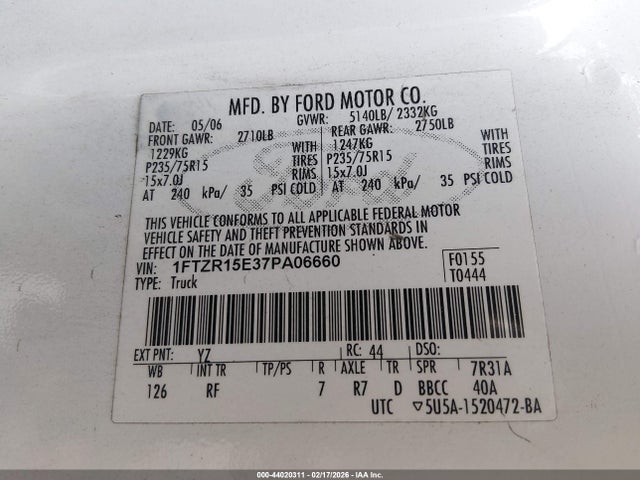 MFD. BY FORD MOTOR CO.
DATE: 05/06 GVWR: 5140LB/ 2332KG
FRONT GAWR: 2710LB REAR GAWR: 2750LB
1229KG WITH 1247KG WITH
P235/75R15 TIRES P235/75R15 TIRES
15x7.0J RIMS 15x7.0J RIMS
AT 240 kPa/ 35 PSI COLD AT 240 kPa/ 35 PSI COLD
THIS VEHICLE CONFORMS TO ALL APPLICABLE FEDERAL MOTOR
VEHICLE SAFETY AND THEFT PREVENTION STANDARDS IN
EFFECT ON THE DATE OF MANUFACTURE SHOWN ABOVE.
VIN: 1FTZR15E37PA06660 F0155
TYPE: Truck T0444
EXT PNT: YZ RC: 44 DSO:
WB INT TR TP/PS R AXLE TR SPR 7R31A
126 RF 7 R7 D BBCC 40A
UTC ▽5U5A-1520472-BA
000-44020311 - 02/17/2026 - IAA Inc.